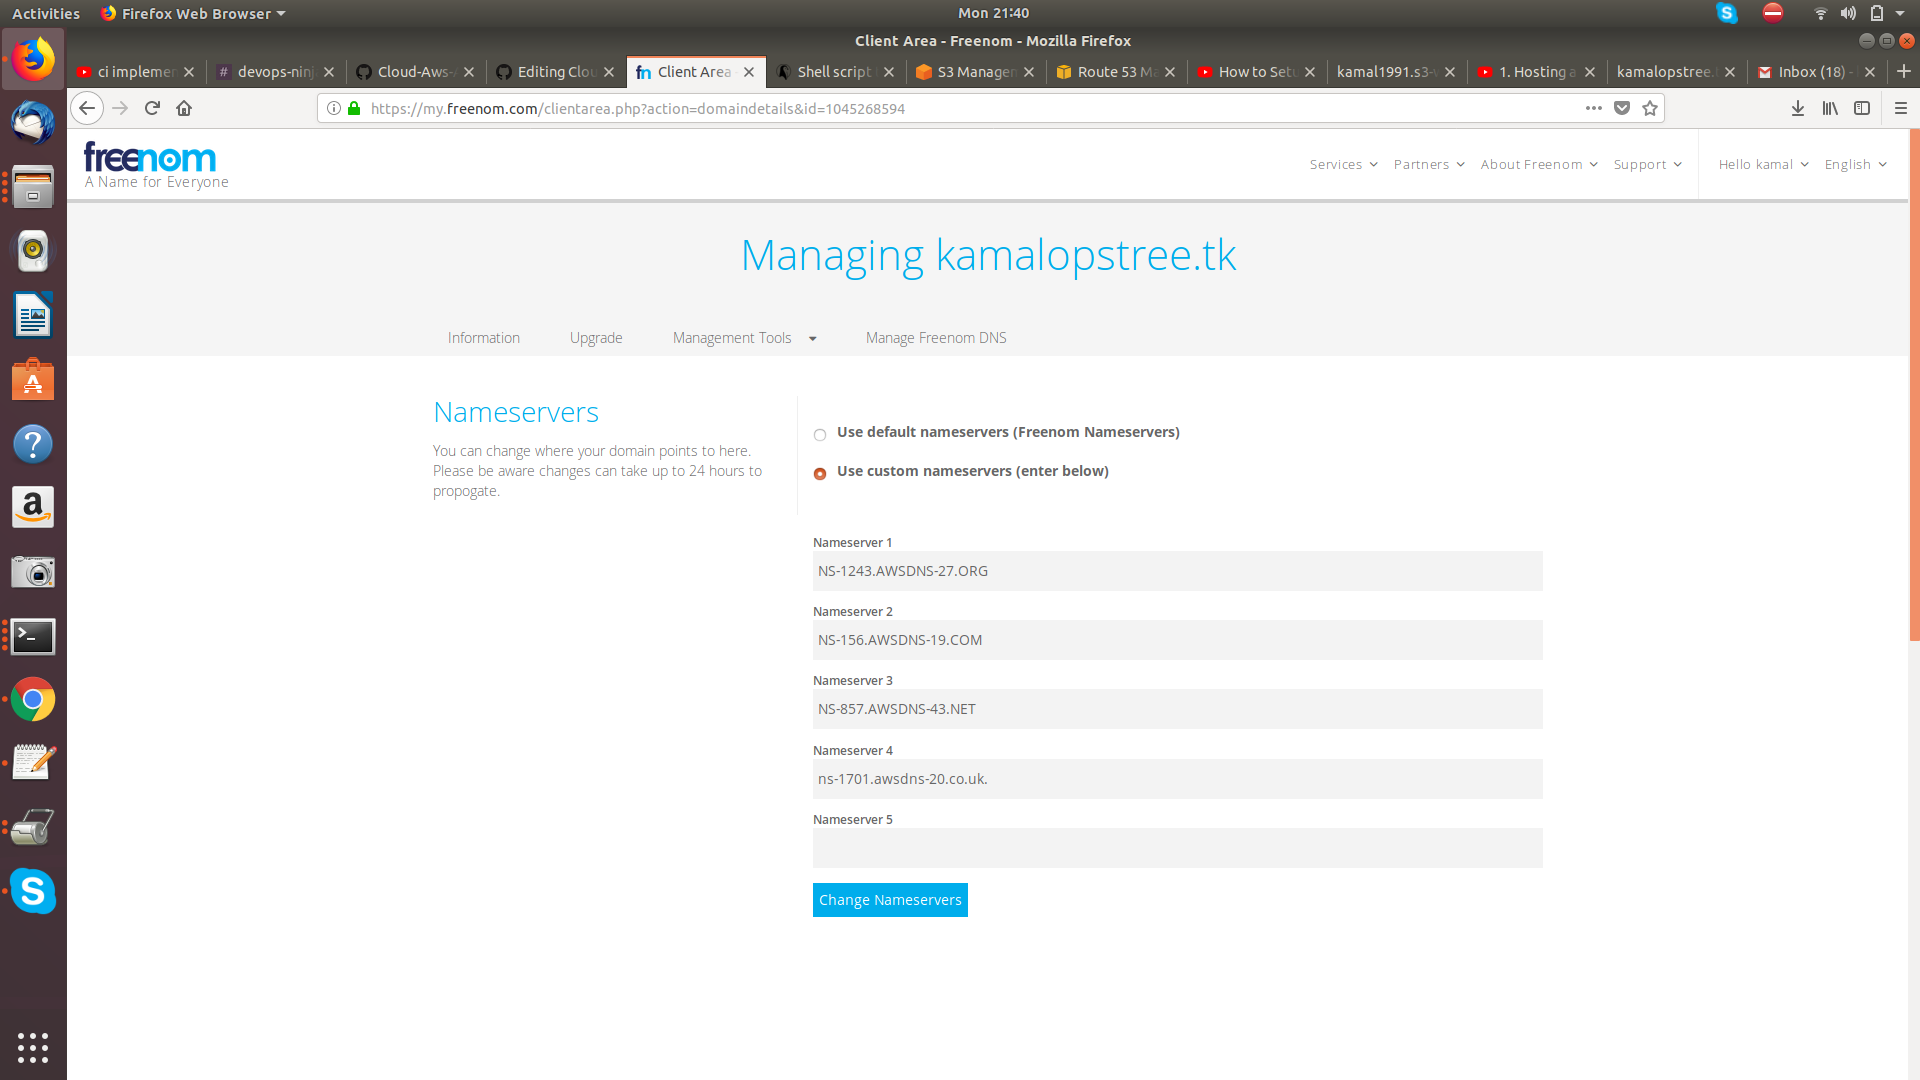 Activities Firefox Web Browser Mon 21:40
Client Area - Freenom - Mozilla Firefox
ci implemen devops-ninj Cloud-Aws- Editing Clou Client Area - Shell script S3 Managem Route 53 Ma How to Setu kamal1991.s3-w 1. Hosting a kamalopstree.t Inbox (18) -
https://my.freenom.com/clientarea.php?action=domaindetails&id=1045268594
freenom
A Name for Everyone
Services Partners About Freenom Support Hello kamal English
Managing kamalopstree.tk
Information Upgrade Management Tools Manage Freenom DNS
Nameservers
You can change where your domain points to here.
Please be aware changes can take up to 24 hours to
propogate.
Use default nameservers (Freenom Nameservers)
Use custom nameservers (enter below)
Nameserver 1
NS-1243.AWSDNS-27.ORG
Nameserver 2
NS-156.AWSDNS-19.COM
Nameserver 3
NS-857.AWSDNS-43.NET
Nameserver 4
ns-1701.awsdns-20.co.uk.
Nameserver 5
Change Nameservers